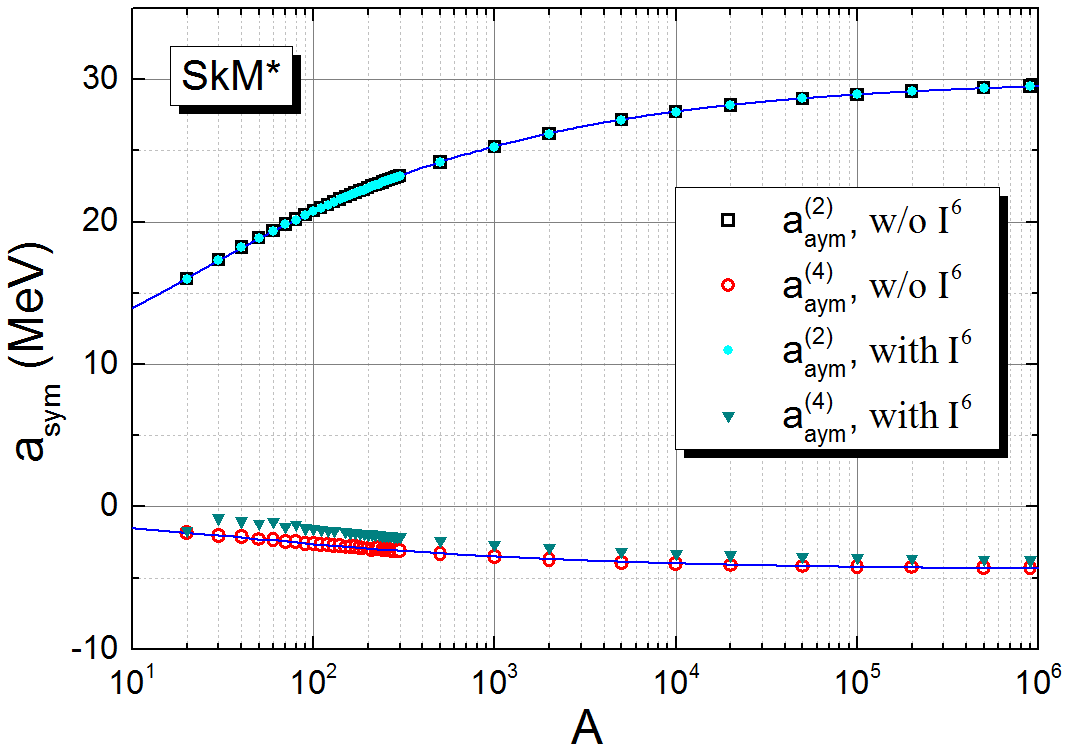 SkM*
30
20
10
0
-10
a_sym (MeV)
a_aym^(2), w/o I^6
a_aym^(4), w/o I^6
a_aym^(2), with I^6
a_aym^(4), with I^6
10^1 10^2 10^3 10^4 10^5 10^6
A